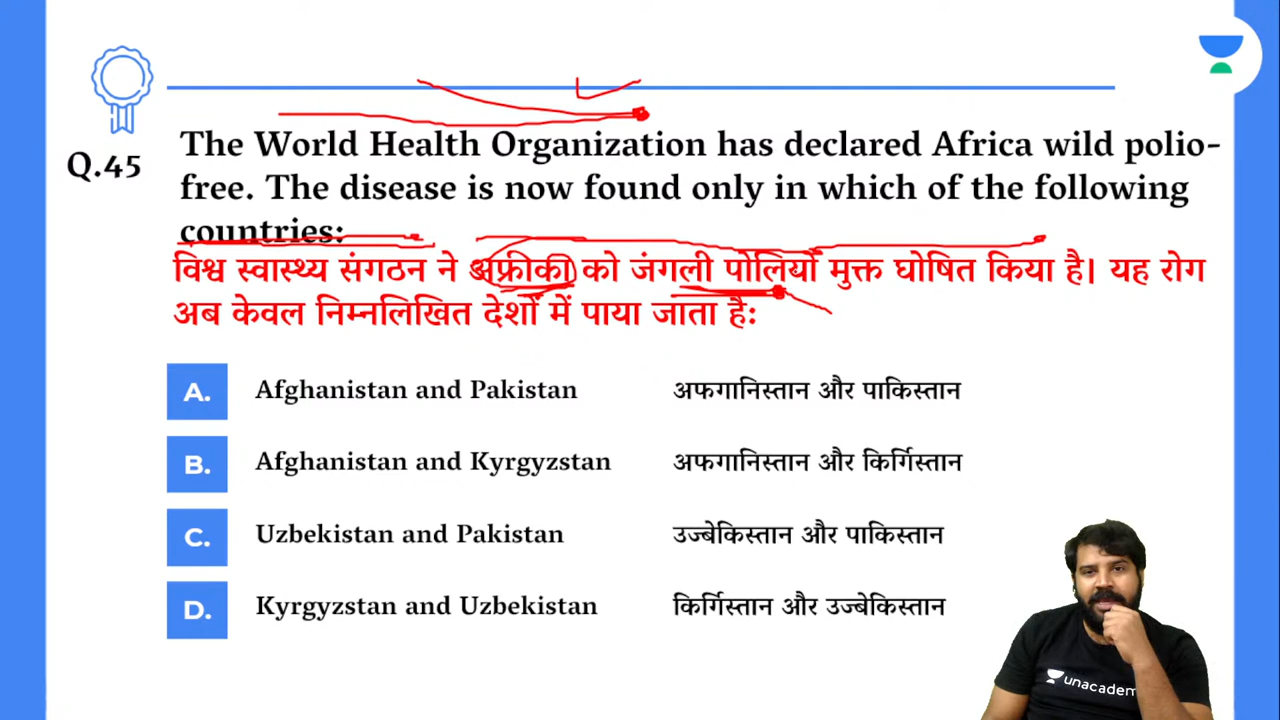 Q.45
The World Health Organization has declared Africa wild polio-
free. The disease is now found only in which of the following
countries:
विश्व स्वास्थ्य संगठन ने अफ्रीका को जंगली पोलियो मुक्त घोषित किया है। यह रोग
अब केवल निम्नलिखित देशों में पाया जाता है:
A. Afghanistan and Pakistan अफगानिस्तान और पाकिस्तान
B. Afghanistan and Kyrgyzstan अफगानिस्तान और किर्गिस्तान
C. Uzbekistan and Pakistan उज्बेकिस्तान और पाकिस्तान
D. Kyrgyzstan and Uzbekistan किर्गिस्तान और उज्बेकिस्तान
unacadem